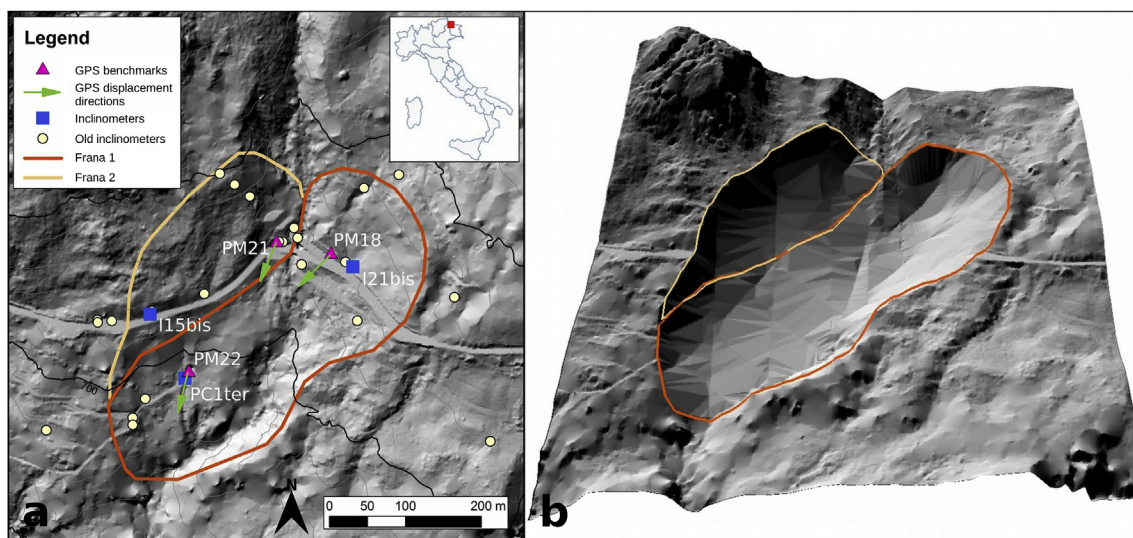 Legend
GPS benchmarks
GPS displacement
directions
Inclinometers
Old inclinometers
Frana 1
Frana 2
PM21
PM18
I21bis
I15bis
PM22
PC1ter
700
N
0 50 100 200 m
a
b